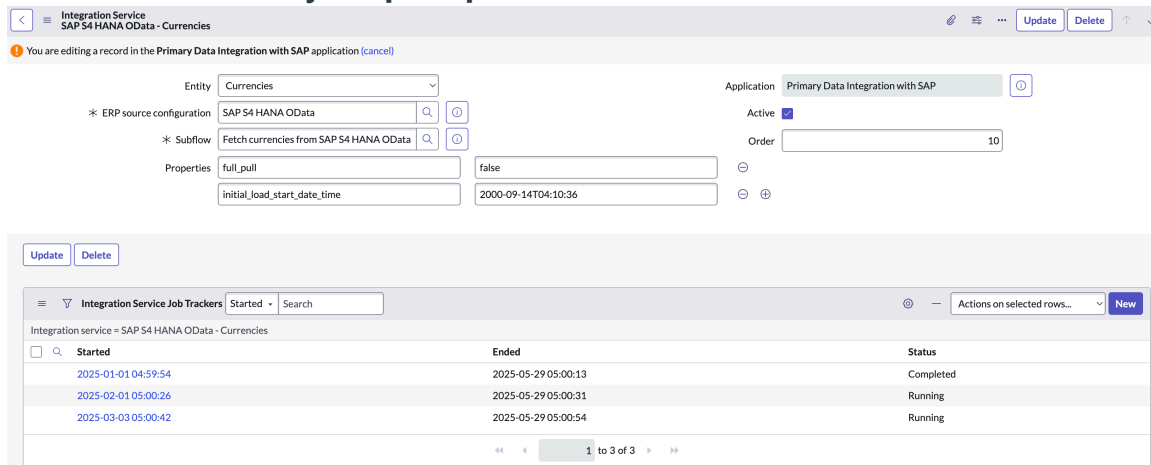 Integration Service
SAP S4 HANA OData - Currencies
Update Delete
You are editing a record in the Primary Data Integration with SAP application (cancel)
Entity Currencies Application Primary Data Integration with SAP
* ERP source configuration SAP S4 HANA OData Active
* Subflow Fetch currencies from SAP S4 HANA OData Order 10
Properties full_pull false
initial_load_start_date_time 2000-09-14T04:10:36
Update Delete
Integration Service Job Trackers Started Search Actions on selected rows... New
Integration service = SAP S4 HANA OData - Currencies
Started Ended Status
2025-01-01 04:59:54 2025-05-29 05:00:13 Completed
2025-02-01 05:00:26 2025-05-29 05:00:31 Running
2025-03-03 05:00:42 2025-05-29 05:00:54 Running
1 to 3 of 3